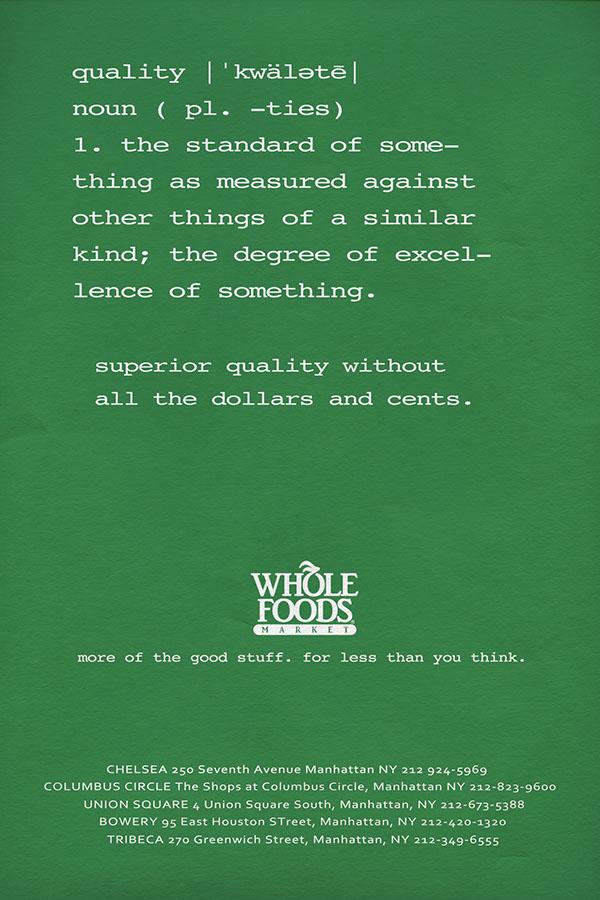 quality |ˈkwälətē|
noun ( pl. -ties)
1. the standard of some-
thing as measured against
other things of a similar
kind; the degree of excel-
lence of something.
superior quality without
all the dollars and cents.
WHOLE
FOODS
MARKET
more of the good stuff. for less than you think.
CHELSEA 250 Seventh Avenue Manhattan NY 212 924-5969
COLUMBUS CIRCLE The Shops at Columbus Circle, Manhattan NY 212-823-9600
UNION SQUARE 4 Union Square South, Manhattan, NY 212-673-5388
BOWERY 95 East Houston STreet, Manhattan, NY 212-420-1320
TRIBECA 270 Greenwich Street, Manhattan, NY 212-349-6555